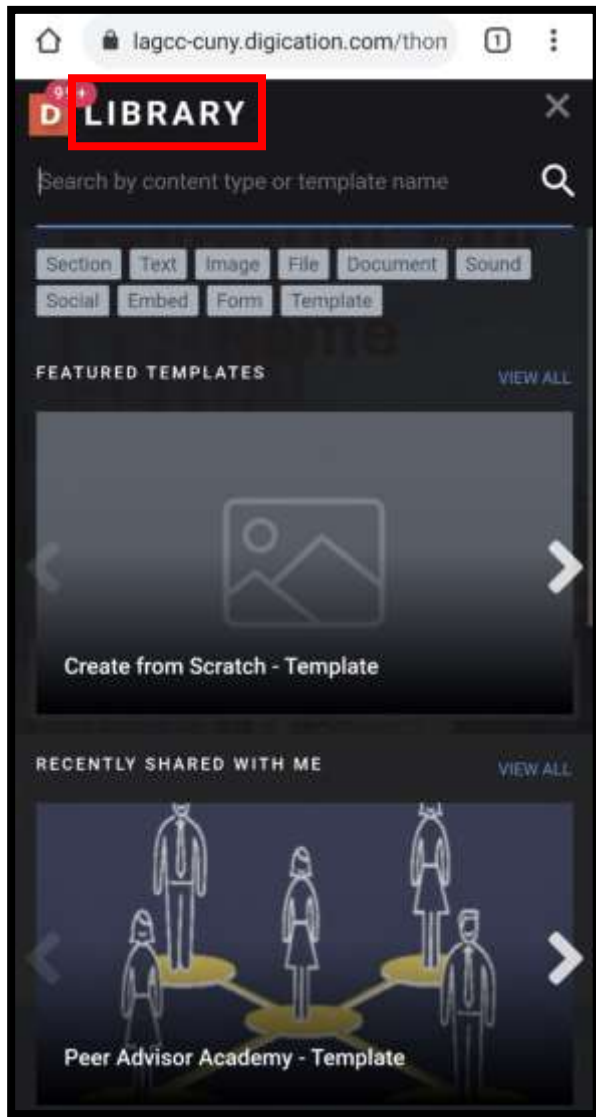 lagcc-cuny.digication.com/thon 1
D 99+ LIBRARY
Search by content type or template name
Section Text Image File Document Sound
Social Embed Form Template
FEATURED TEMPLATES VIEW ALL
Create from Scratch - Template
RECENTLY SHARED WITH ME VIEW ALL
Peer Advisor Academy - Template